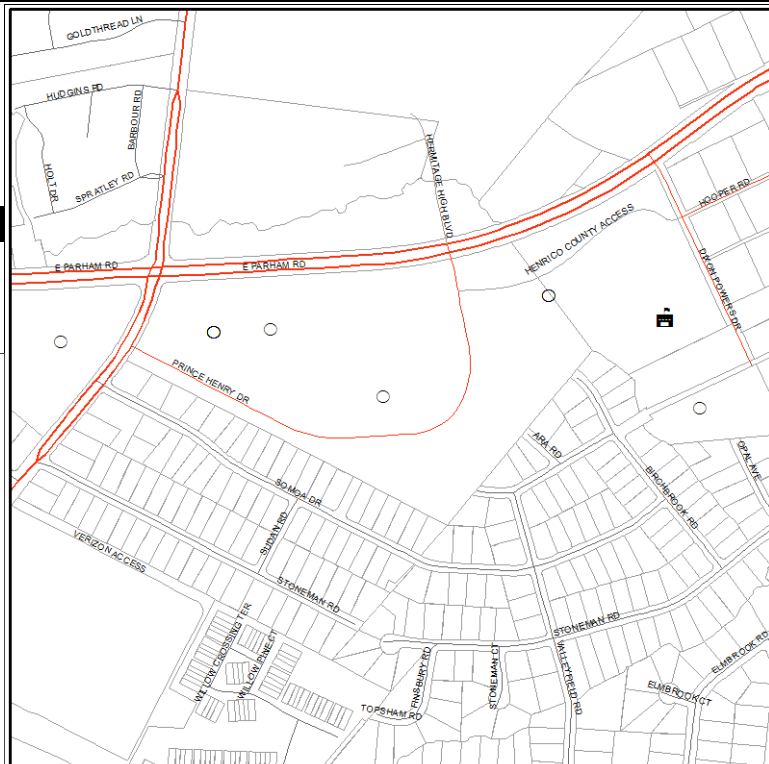 GOLDTHREAD LN
HUDGINS RD
BARBOUR RD
HOLT DR
SPRATLEY RD
HERMITAGE HIGH BLVD
HOOPER RD
HENRICO COUNTY ACCESS
E PARHAM RD
E PARHAM RD
DIXON POWERS DR
PRINCE HENRY DR
ARA RD
OPAL AVE
BIRCHBROOK RD
SOMOA DR
SUDAN RD
VERIZON ACCESS
STONEMAN RD
STONEMAN RD
WILLOW CROSSING TER
WILLOW PINE CT
FINSBURY RD
STONEMAN CT
VALLEYFIELD RD
ELMBROOK RD
ELMBROOK CT
TOPSHAM RD